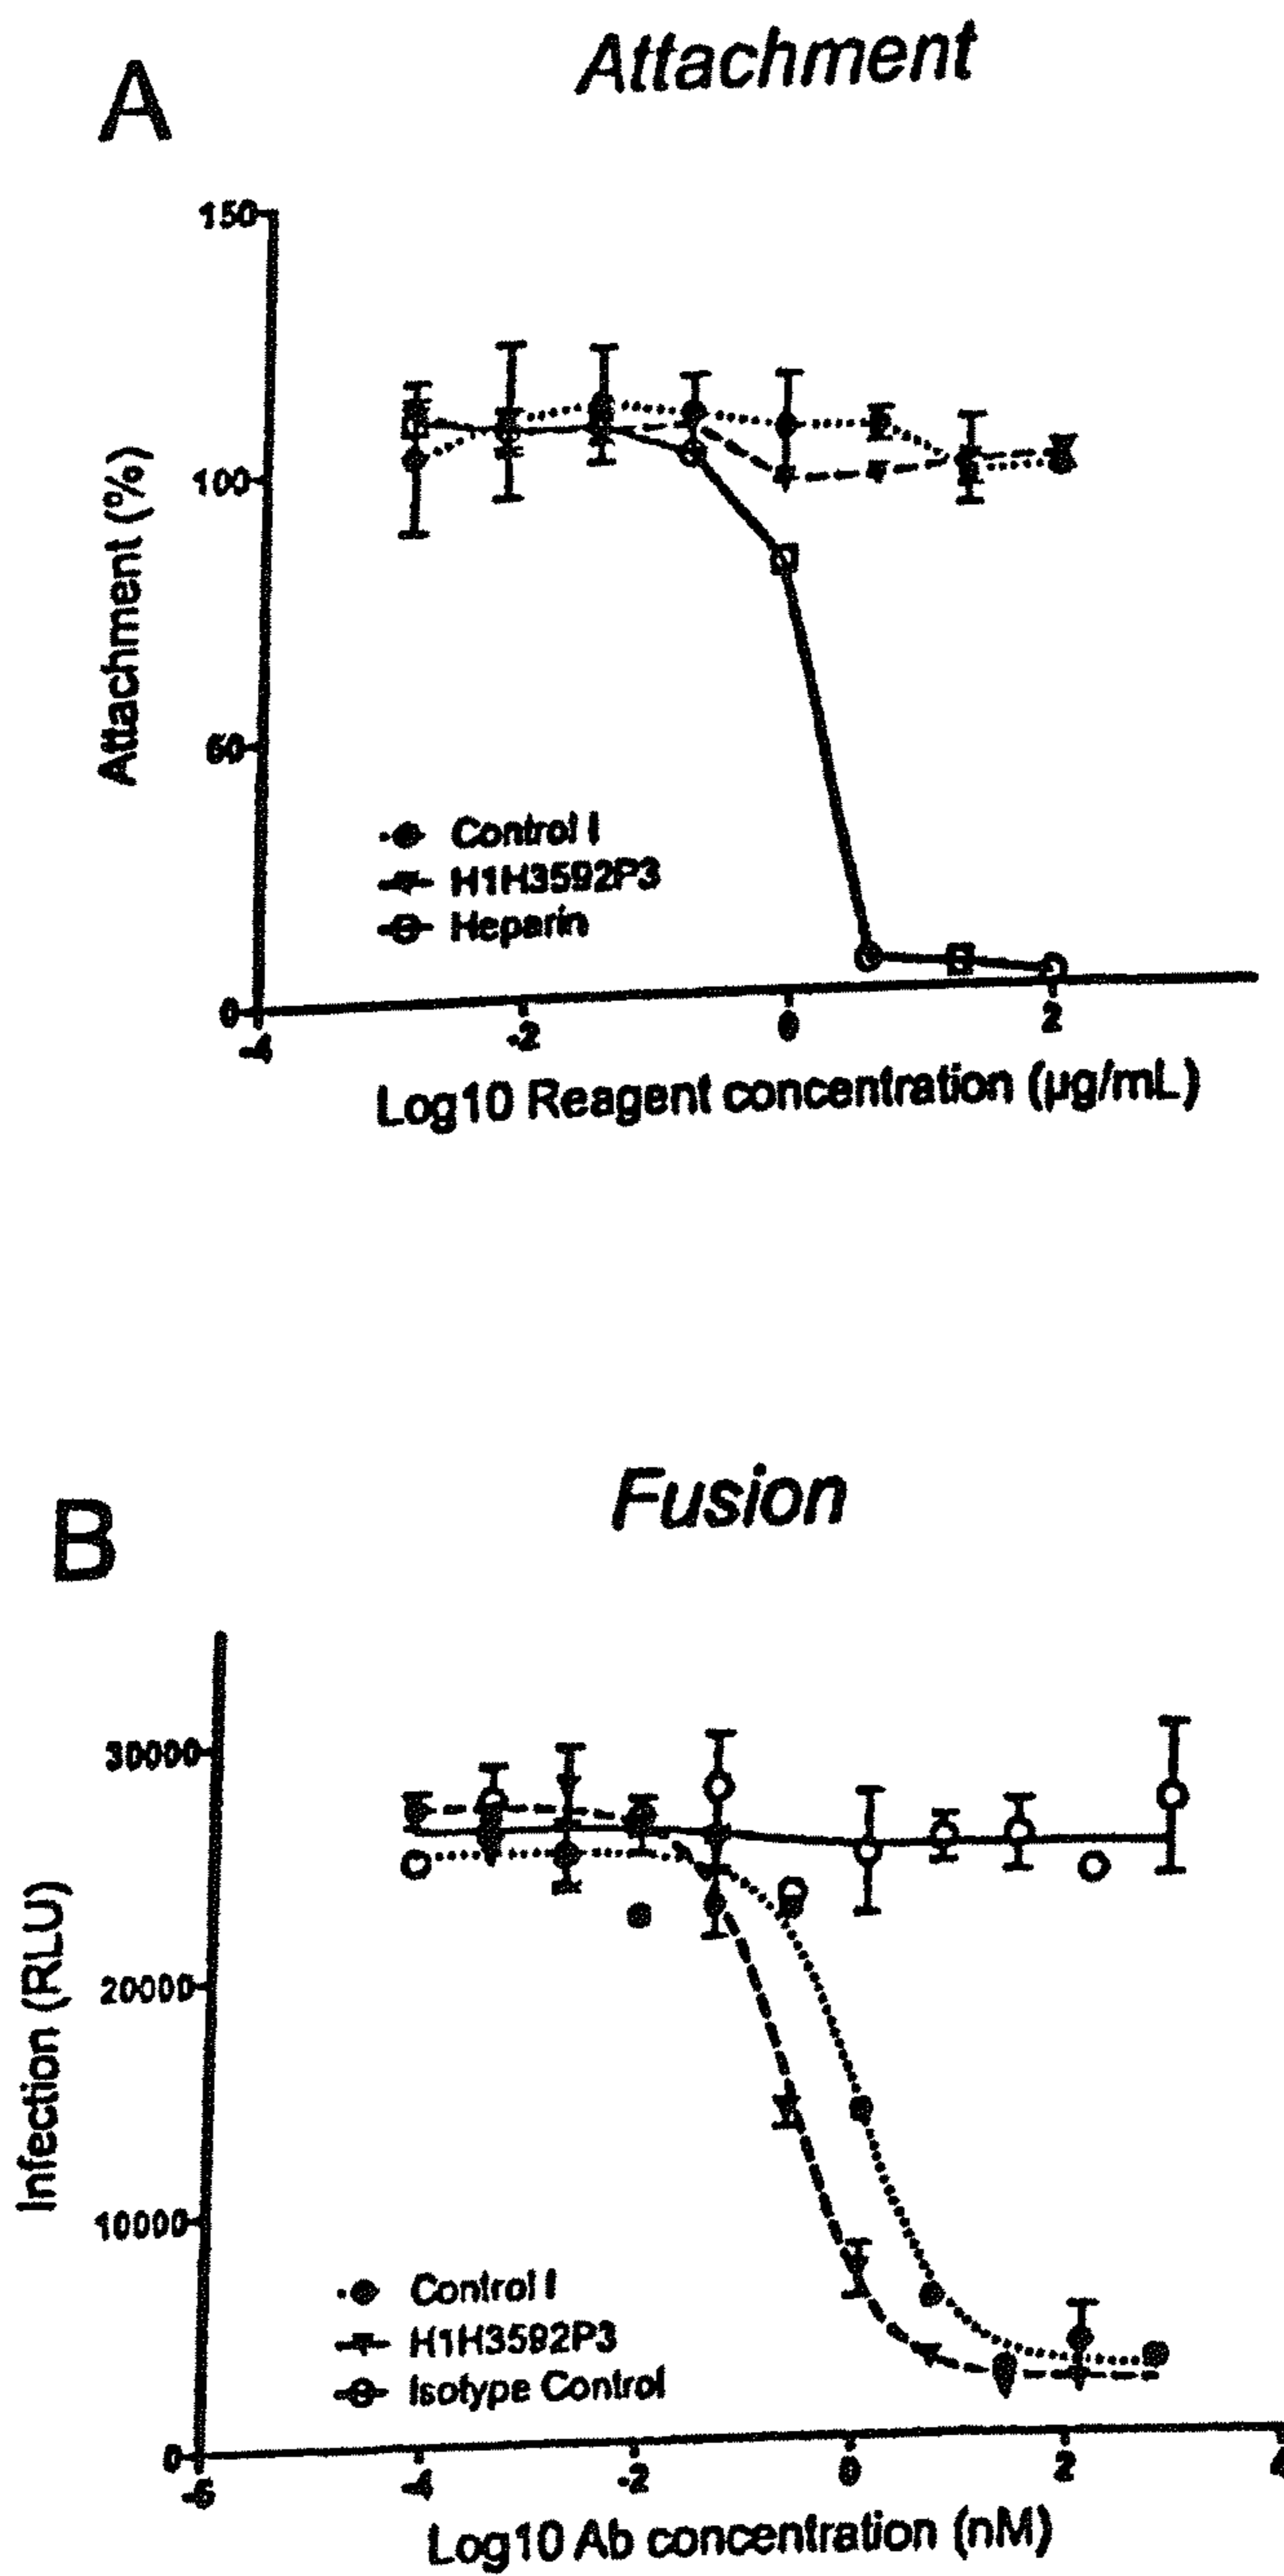 A
Attachment
150
100
50
0
Attachment (%)
Control I
H1H3592P3
Heparin
-4
-2
0
2
Log10 Reagent concentration (µg/mL)
B
Fusion
30000
20000
10000
0
Infection (RLU)
Control I
H1H3592P3
Isotype Control
-6
-4
-2
0
2
4
Log10 Ab concentration (nM)